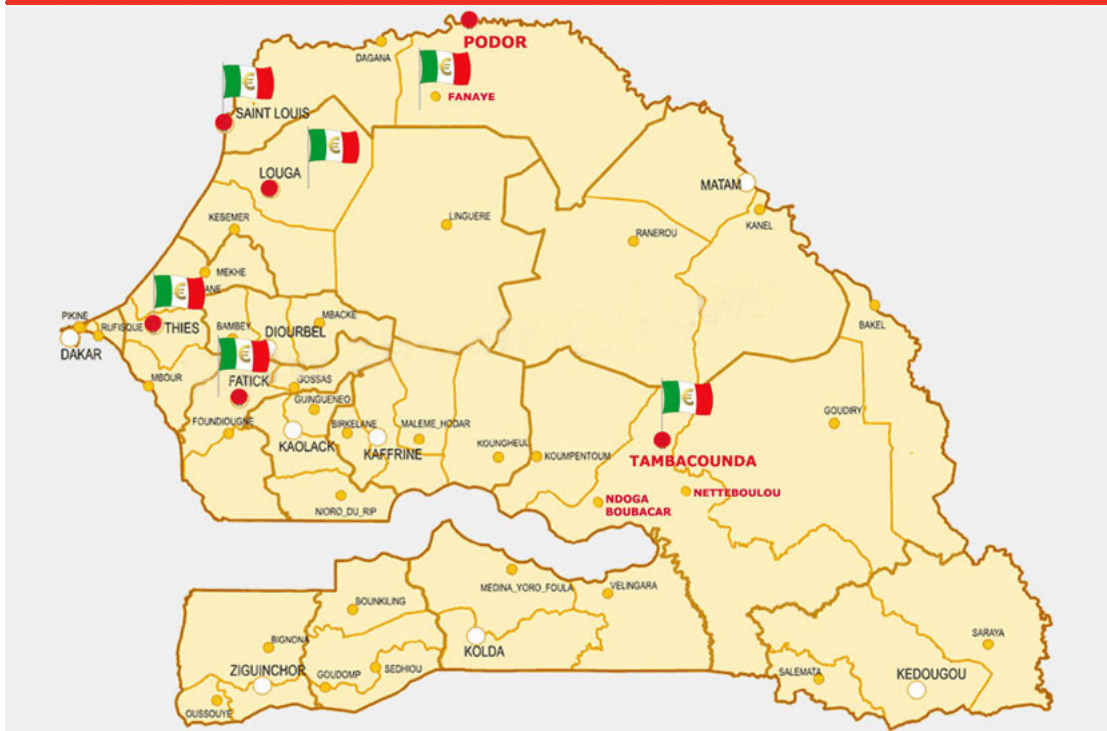 PODOR
DAGANA
FANAYE
€
€
SAINT LOUIS
€
LOUGA
MATAM
KEBEMER
LINGUERE
KANEL
RANEROU
MEKHE
€
ANE
PIKINE
RUFISQUE
THIES
BAMBEY
DIOURBEL
MBACKE
BAKEL
DAKAR
€
MBOUR
FATICK
GOSSAS
€
GUINGUENEO
GOUDIRY
FOUNDIOUGNE
KAOLACK
BIRKELANE
KAFFRINE
MALEME_HODAR
KOUNGHEUL
KOUMPENTOUM
TAMBACOUNDA
NETTEBOULOU
NDOGA
BOUBACAR
NIORO_DU_RIP
MEDINA_YORO_FOULA
VELINGARA
BOUNKILING
BIGNONA
KOLDA
SARAYA
ZIGUINCHOR
GOUDOMP
SEDHIOU
SALEMATA
KEDOUGOU
OUSSOUYE